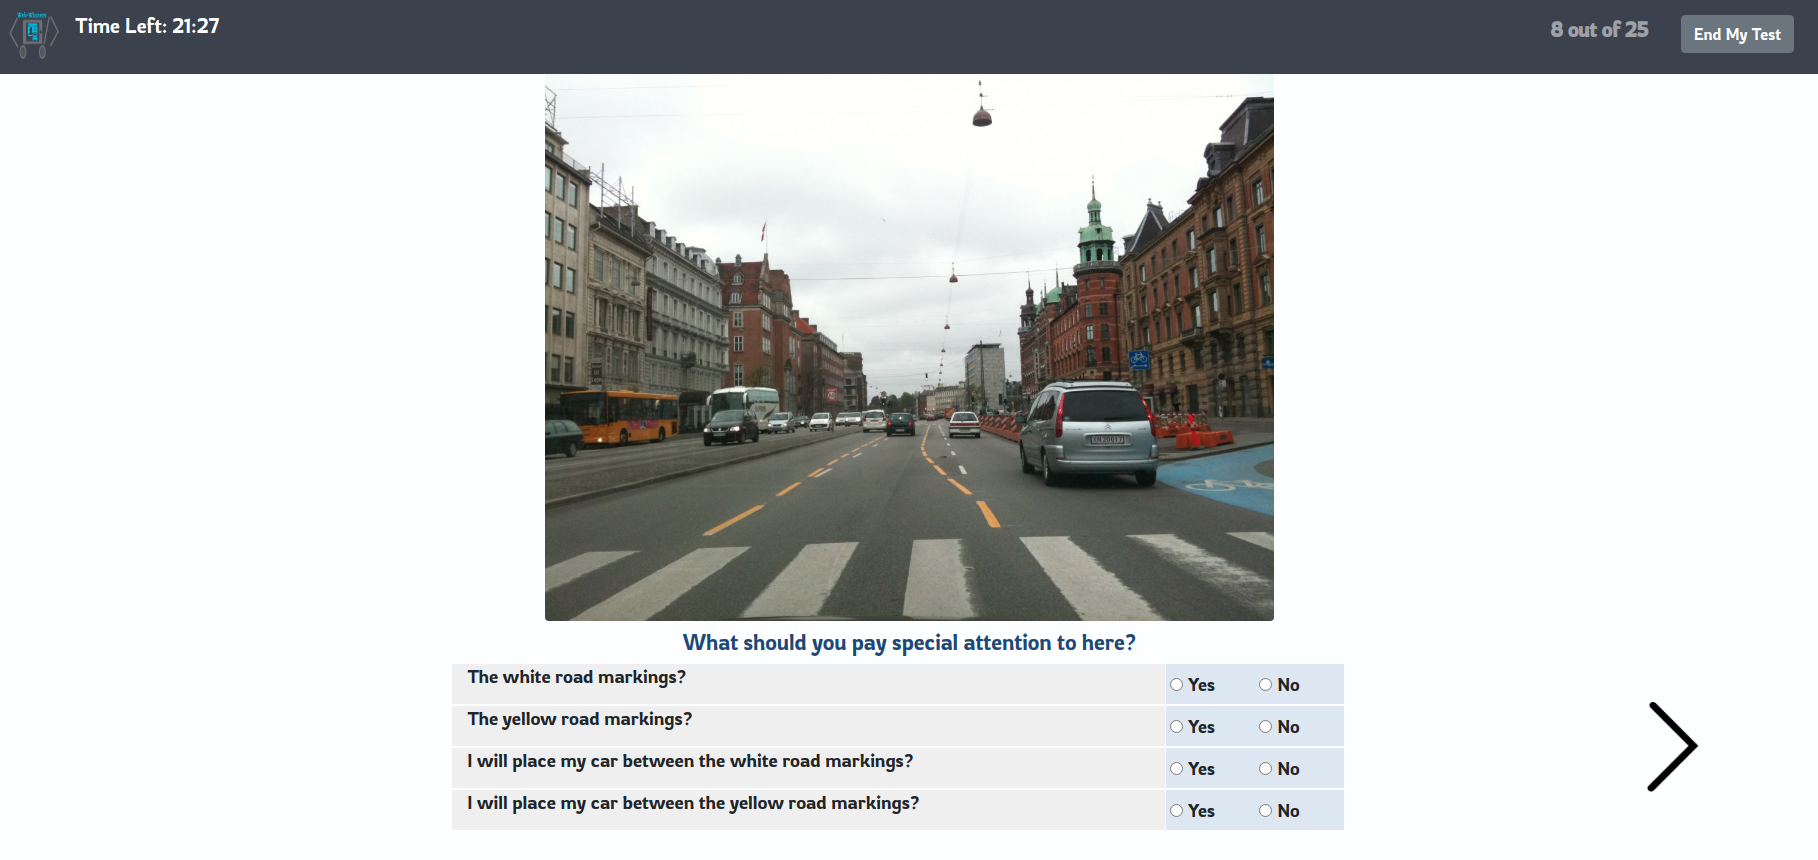 Web-Winners
Time Left: 21:27
8 out of 25
End My Test
What should you pay special attention to here?
The white road markings?
Yes
No
The yellow road markings?
Yes
No
I will place my car between the white road markings?
Yes
No
I will place my car between the yellow road markings?
Yes
No